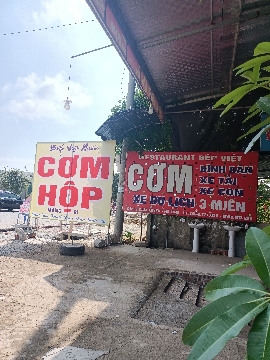 CƠM
HỘP
RESTAURANT BẾP VIỆT
CƠM
BÌNH DÂN
XE TẢI
XE CON
XE DU LỊCH 3 MIỀN